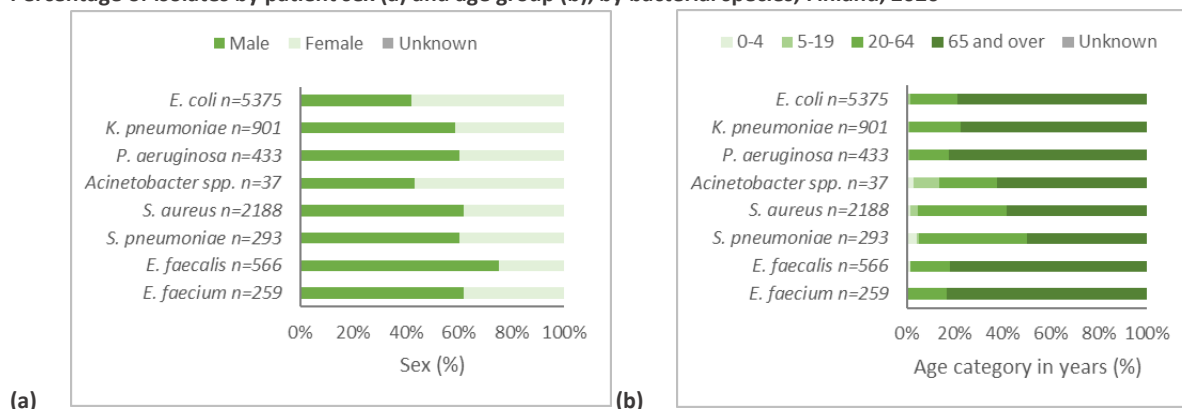 Percentage of isolates by patient sex (a) and age group (b), by bacterial species, Finland, 2020
Male Female Unknown
E. coli n=5375
K. pneumoniae n=901
P. aeruginosa n=433
Acinetobacter spp. n=37
S. aureus n=2188
S. pneumoniae n=293
E. faecalis n=566
E. faecium n=259
0% 20% 40% 60% 80% 100%
Sex (%)
(a)
0-4 5-19 20-64 65 and over Unknown
E. coli n=5375
K. pneumoniae n=901
P. aeruginosa n=433
Acinetobacter spp. n=37
S. aureus n=2188
S. pneumoniae n=293
E. faecalis n=566
E. faecium n=259
0% 20% 40% 60% 80% 100%
Age category in years (%)
(b)